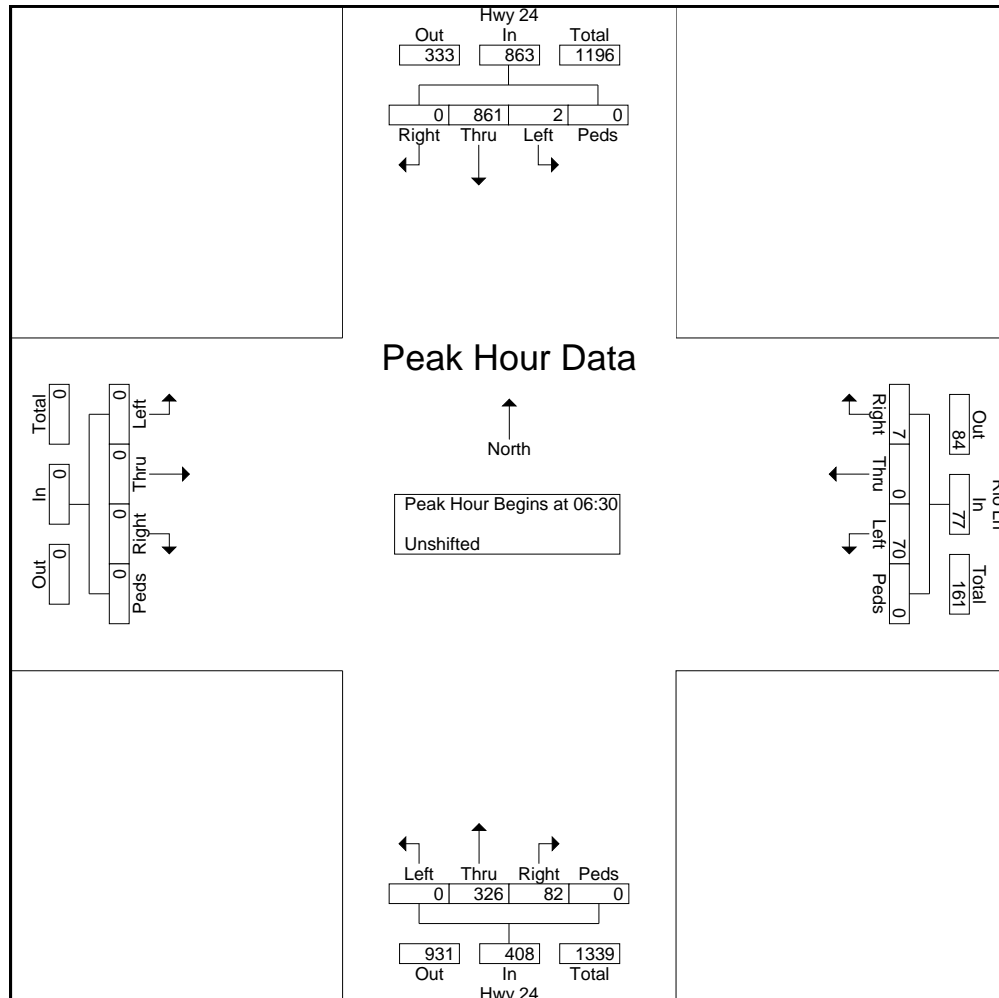 Hwy 24
Out In Total
333 863 1196
0 861 2 0
Right Thru Left Peds
Peak Hour Data
North
Peak Hour Begins at 06:30
Unshifted
Left Thru Right Peds
0 0 0 0
Total In Out
0 0 0
Right Thru Left Peds
7 0 70 0
Out In Total
84 77 161
Left Thru Right Peds
0 326 82 0
931 408 1339
Out In Total
Hwy 24